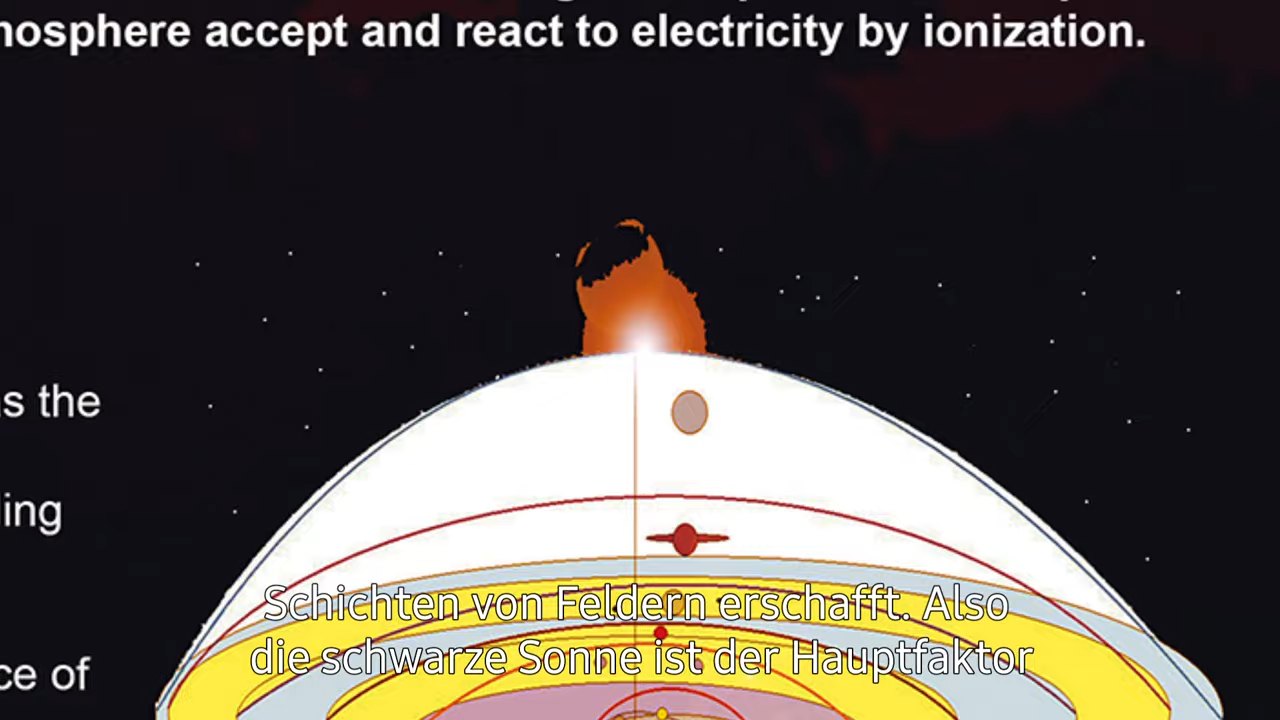 nosphere accept and react to electricity by ionization.
s the
ling
ce of
Schichten von Feldern erschafft. Also
die schwarze Sonne ist der Hauptfaktor